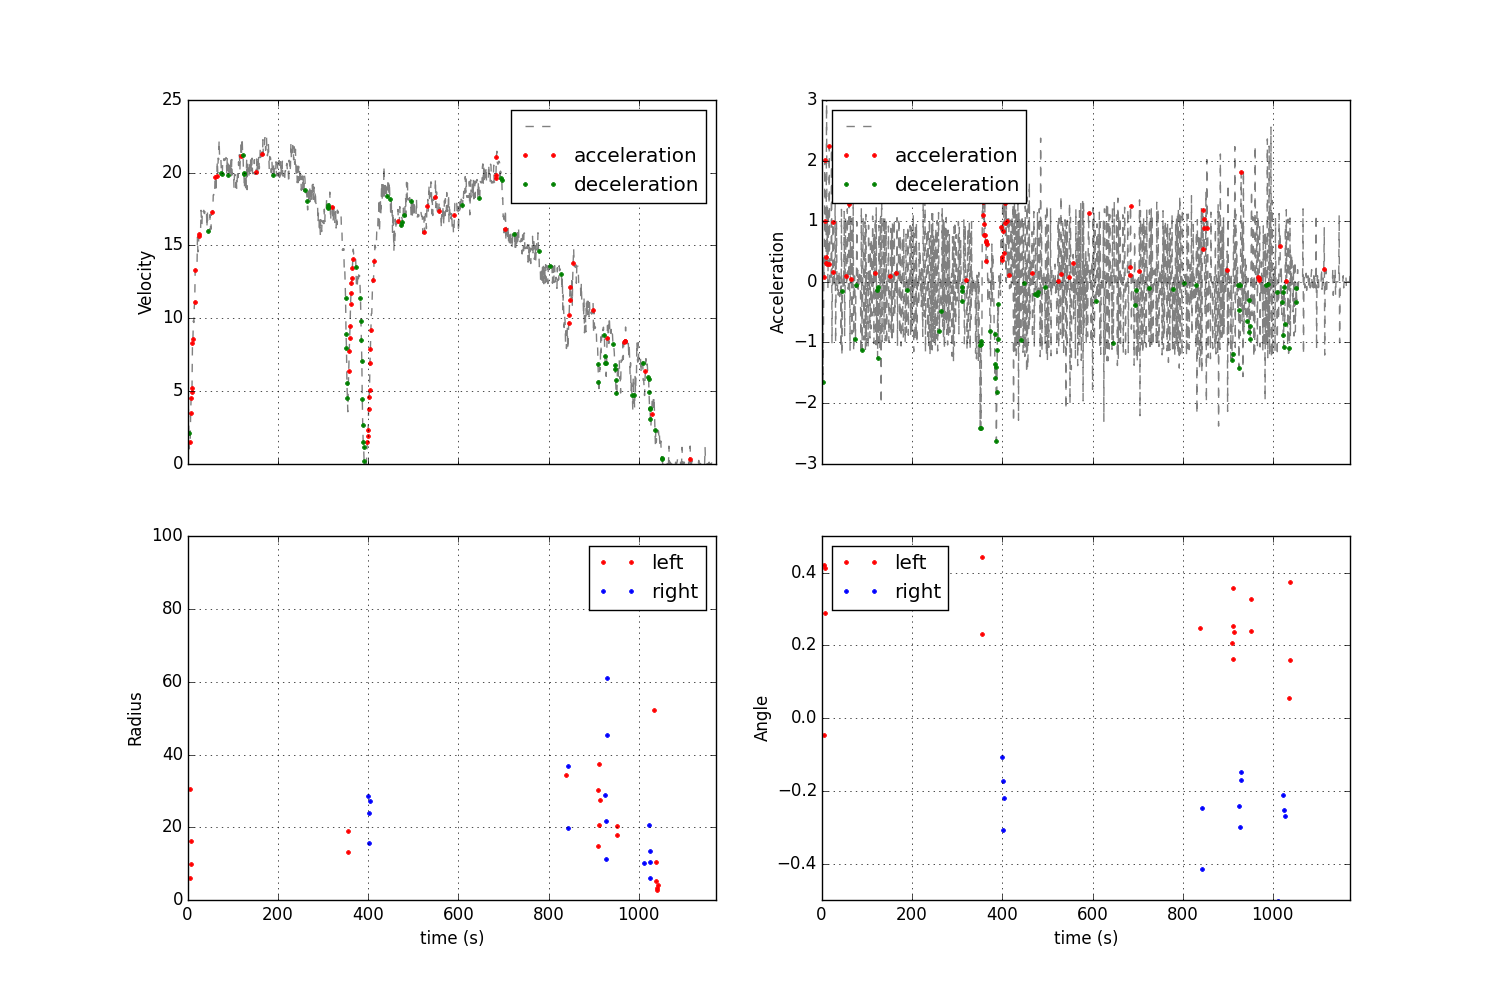 25
20
15
10
5
0
Velocity
acceleration
deceleration
3
2
1
0
−1
−2
−3
Acceleration
acceleration
deceleration
100
80
60
40
20
0
Radius
left
right
0 200 400 600 800 1000
time (s)
0.4
0.2
0.0
−0.2
−0.4
Angle
left
right
0 200 400 600 800 1000
time (s)